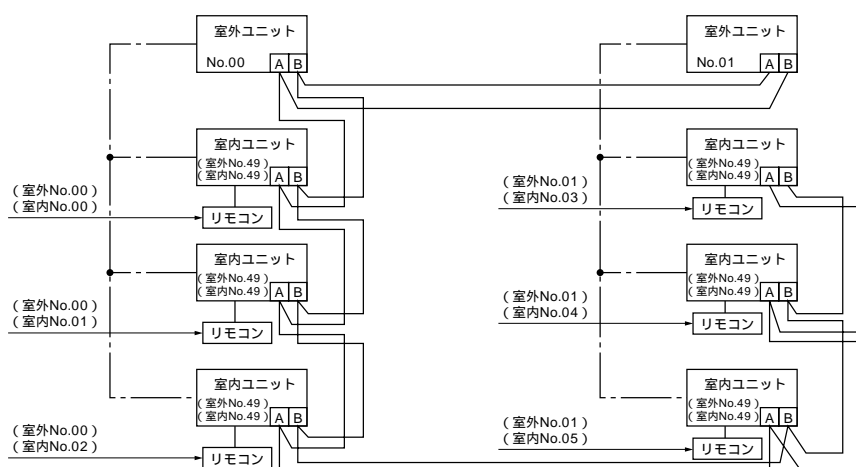 室外ユニット
No.00
A B
室外ユニット
No.01
A B
室内ユニット
(室外No.49)
(室内No.49)
A B
(室外No.00)
(室内No.00)
リモコン
室内ユニット
(室外No.49)
(室内No.49)
A B
(室外No.01)
(室内No.03)
リモコン
室内ユニット
(室外No.49)
(室内No.49)
A B
(室外No.00)
(室内No.01)
リモコン
室内ユニット
(室外No.49)
(室内No.49)
A B
(室外No.01)
(室内No.04)
リモコン
室内ユニット
(室外No.49)
(室内No.49)
A B
(室外No.00)
(室内No.02)
リモコン
室内ユニット
(室外No.49)
(室内No.49)
A B
(室外No.01)
(室内No.05)
リモコン